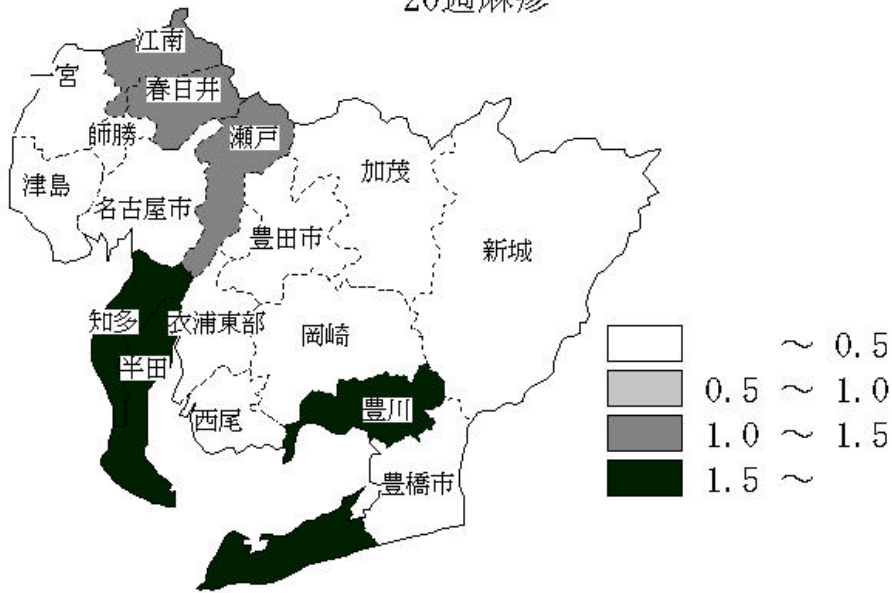 20週麻疹
江南
一宮
春日井
師勝
瀬戸
加茂
津島
名古屋市
豊田市
新城
知多
衣浦東部
岡崎
半田
西尾
豊川
豊橋市
～ 0.5
0.5 ～ 1.0
1.0 ～ 1.5
1.5 ～